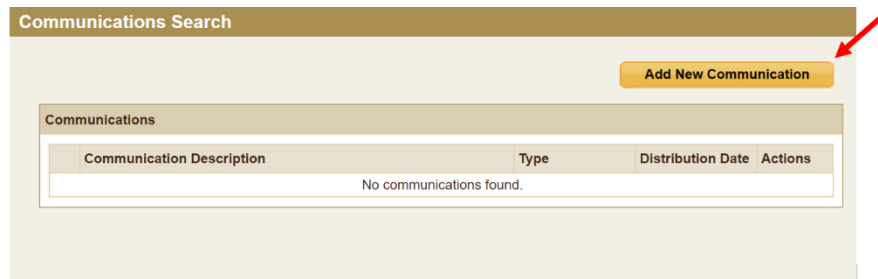 Communications Search
Add New Communication
Communications
Communication Description Type Distribution Date Actions
No communications found.